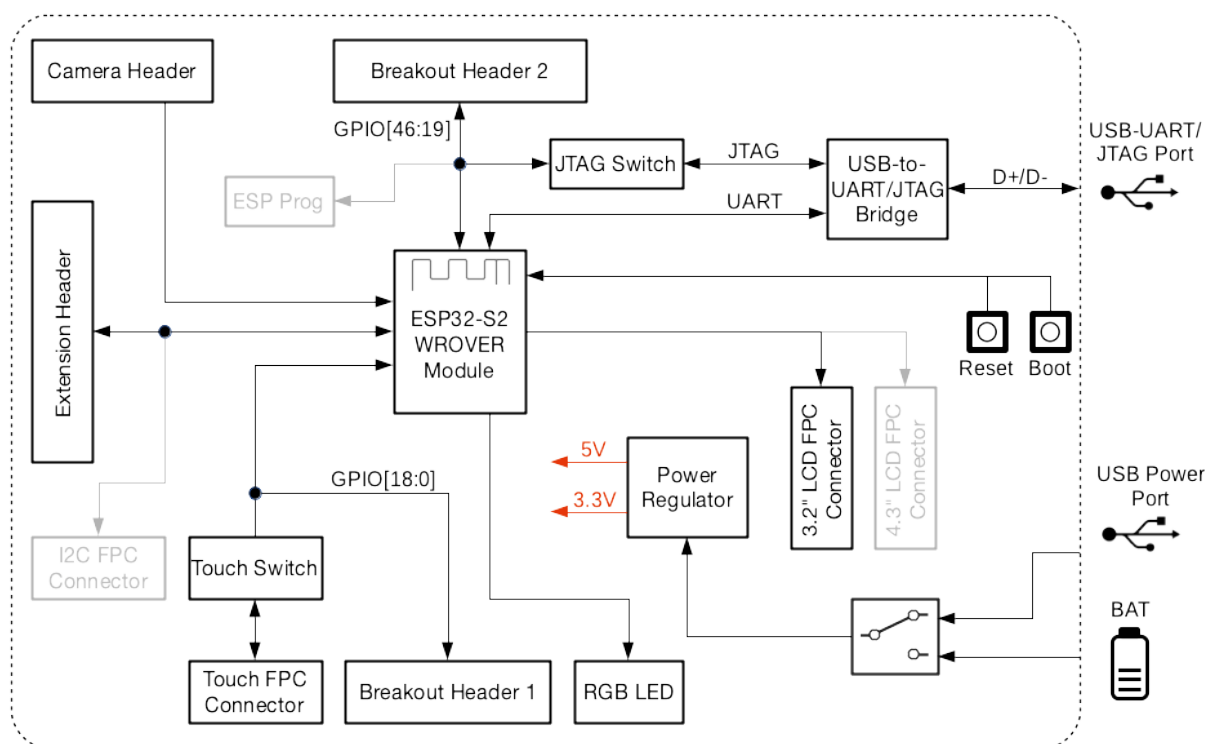 Camera Header
Breakout Header 2
GPIO[46:19]
USB-UART/
JTAG Port
JTAG Switch
JTAG
USB-to-
UART/JTAG
Bridge
D+/D-
ESP Prog
UART
Extension Header
ESP32-S2
WROVER
Module
Reset
Boot
3.2" LCD FPC
Connector
4.3" LCD FPC
Connector
5V
3.3V
Power
Regulator
USB Power
Port
GPIO[18:0]
I2C FPC
Connector
Touch Switch
BAT
Touch FPC
Connector
Breakout Header 1
RGB LED